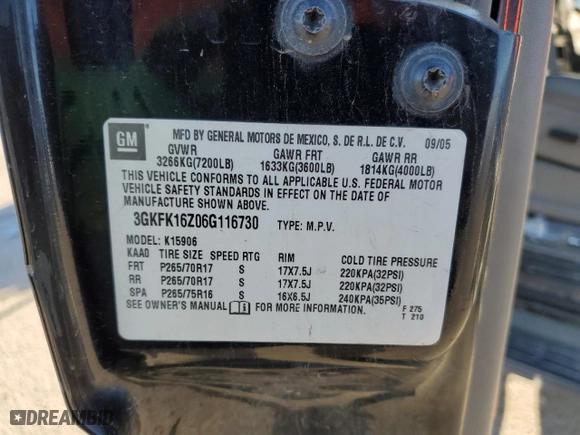 GM
MFD BY GENERAL MOTORS DE MEXICO, S. DE R.L. DE C.V. 09/05
GVWR GAWR FRT GAWR RR
3266KG(7200LB) 1633KG(3600LB) 1814KG(4000LB)
THIS VEHICLE CONFORMS TO ALL APPLICABLE U.S. FEDERAL MOTOR
VEHICLE SAFETY STANDARDS IN EFFECT ON THE DATE OF
MANUFACTURE SHOWN ABOVE.
3GKFK16Z06G116730 TYPE: M.P.V.
MODEL: K15906
KAA0 TIRE SIZE SPEED RTG RIM COLD TIRE PRESSURE
FRT P265/70R17 S 17X7.5J 220KPA(32PSI)
RR P265/70R17 S 17X7.5J 220KPA(32PSI)
SPA P265/75R16 S 16X6.5J 240KPA(35PSI)
SEE OWNER'S MANUAL FOR MORE INFORMATION. F 275
T 210
DREAMBID